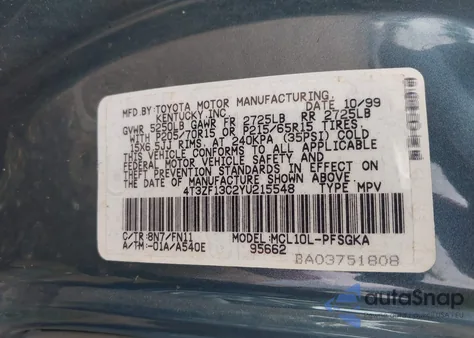 MFD BY: TOYOTA MOTOR MANUFACTURING,
KENTUCKY, INC. DATE 10/99
GVWR 5250LB GAWR FR 2725LB RR 2725LB
WITH P205/70R15 or P215/65R15 TIRES,
15X6.5JJ RIMS, AT 240KPA (35PSI) COLD
THIS VEHICLE CONFORMS TO ALL APPLICABLE
FEDERAL MOTOR VEHICLE SAFETY AND
THEFT PREVENTION STANDARDS IN EFFECT ON
THE DATE OF MANUFACTURE SHOWN ABOVE.
4T3ZF13C2YU215548 TYPE MPV
C/TR:8N7/FN11 MODEL:MCL10L-PFSGKA
A/TM:-01A/A540E 95662
BA03751808
autoSnap